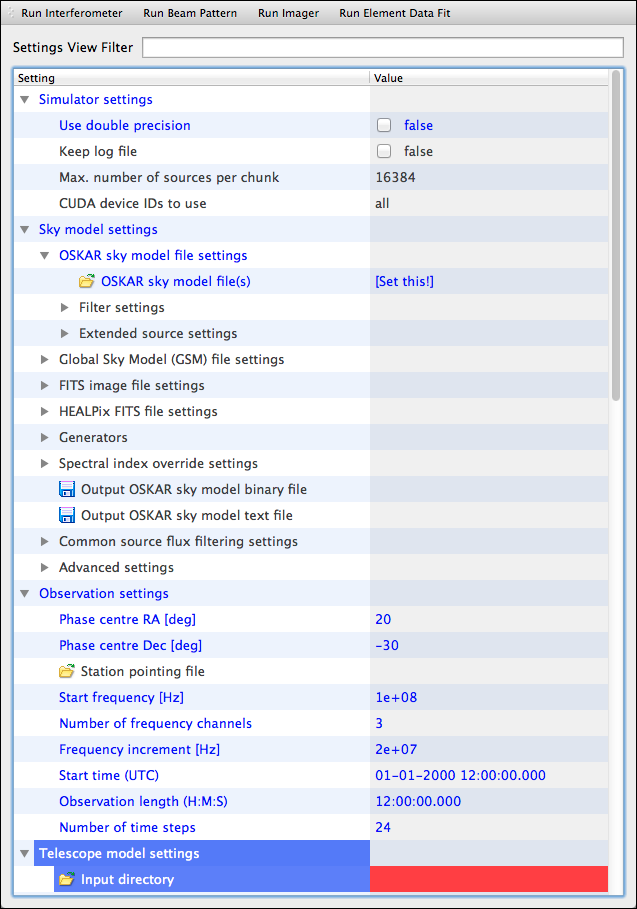 Run Interferometer Run Beam Pattern Run Imager Run Element Data Fit
Settings View Filter
Setting Value
Simulator settings
Use double precision false
Keep log file false
Max. number of sources per chunk 16384
CUDA device IDs to use all
Sky model settings
OSKAR sky model file settings
OSKAR sky model file(s) [Set this!]
Filter settings
Extended source settings
Global Sky Model (GSM) file settings
FITS image file settings
HEALPix FITS file settings
Generators
Spectral index override settings
Output OSKAR sky model binary file
Output OSKAR sky model text file
Common source flux filtering settings
Advanced settings
Observation settings
Phase centre RA [deg] 20
Phase centre Dec [deg] -30
Station pointing file
Start frequency [Hz] 1e+08
Number of frequency channels 3
Frequency increment [Hz] 2e+07
Start time (UTC) 01-01-2000 12:00:00.000
Observation length (H:M:S) 12:00:00.000
Number of time steps 24
Telescope model settings
Input directory